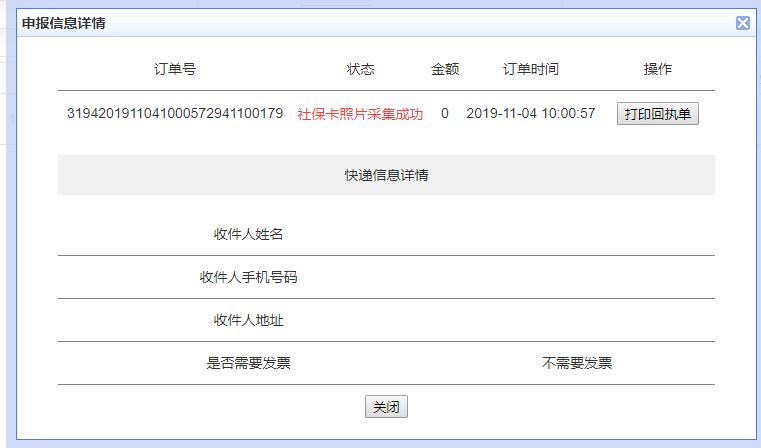 申报信息详情
订单号 状态 金额 订单时间 操作
3194201911041000572941100179 社保卡照片采集成功 0 2019-11-04 10:00:57 打印回执单
快递信息详情
收件人姓名
收件人手机号码
收件人地址
是否需要发票 不需要发票
关闭